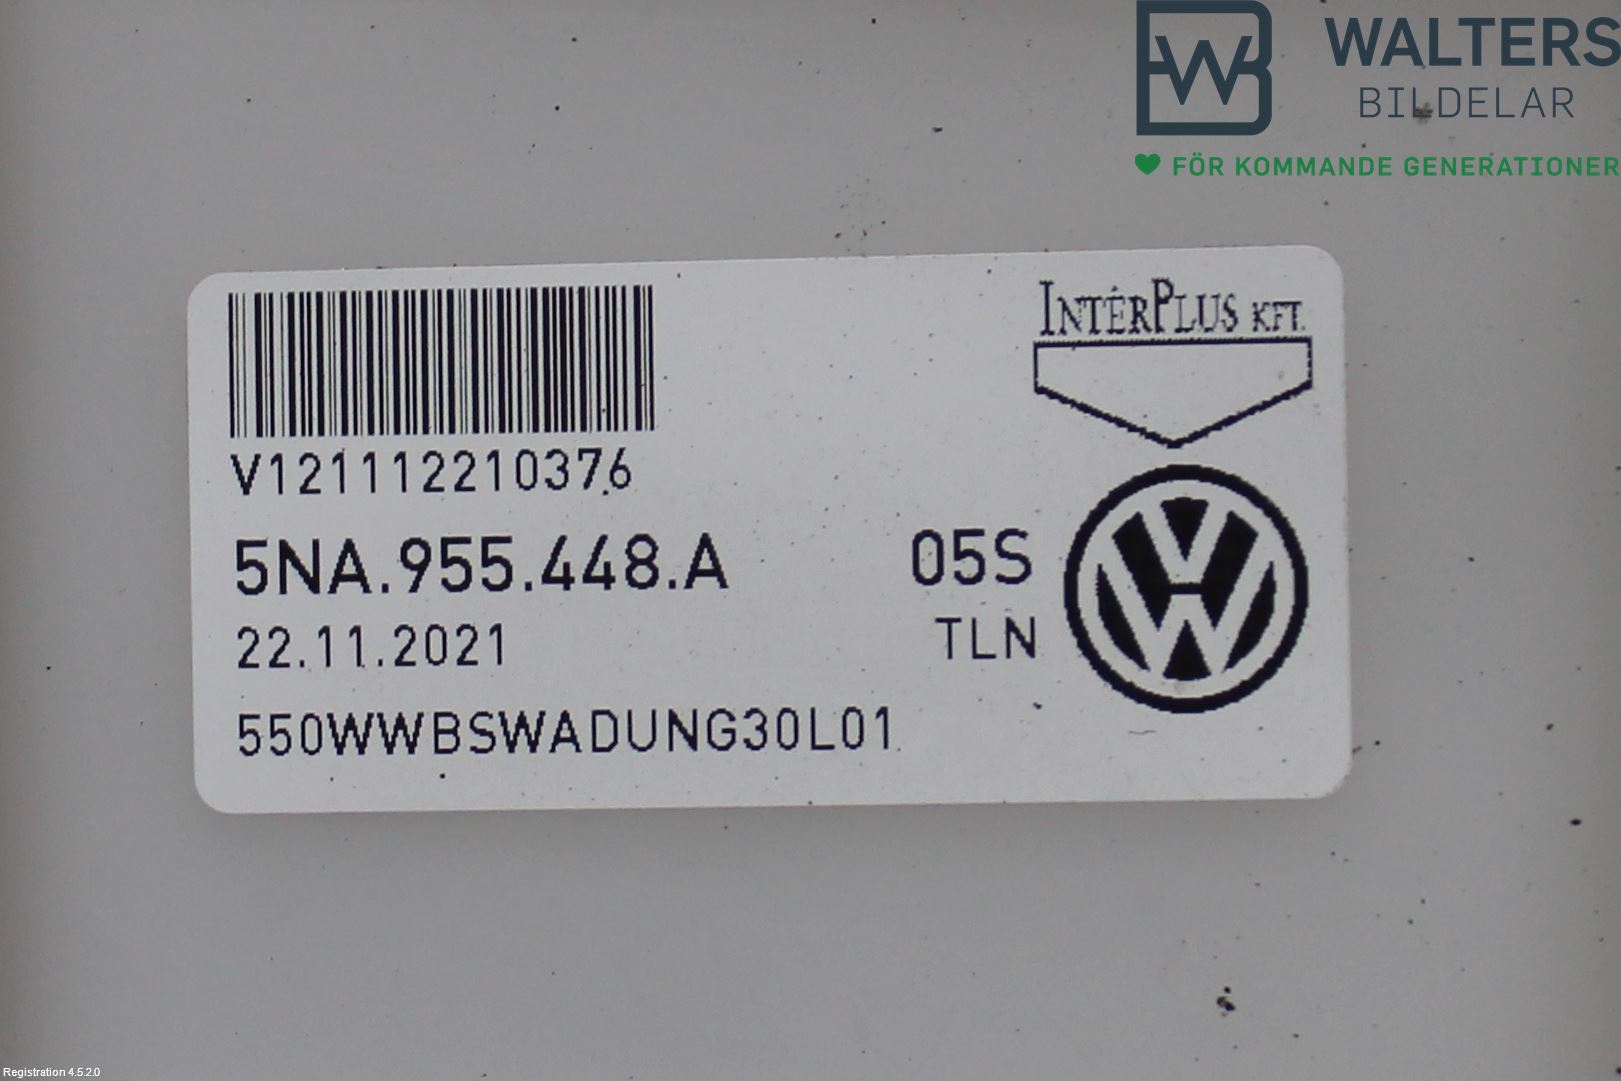 WALTERS
BILDELAR
FÖR KOMMANDE GENERATIONER
INTERPLUS KFT.
V121112210376
5NA.955.448.A 05S
22.11.2021 TLN
550WWBSWADUNG30L01
Registration 4.5.2.0